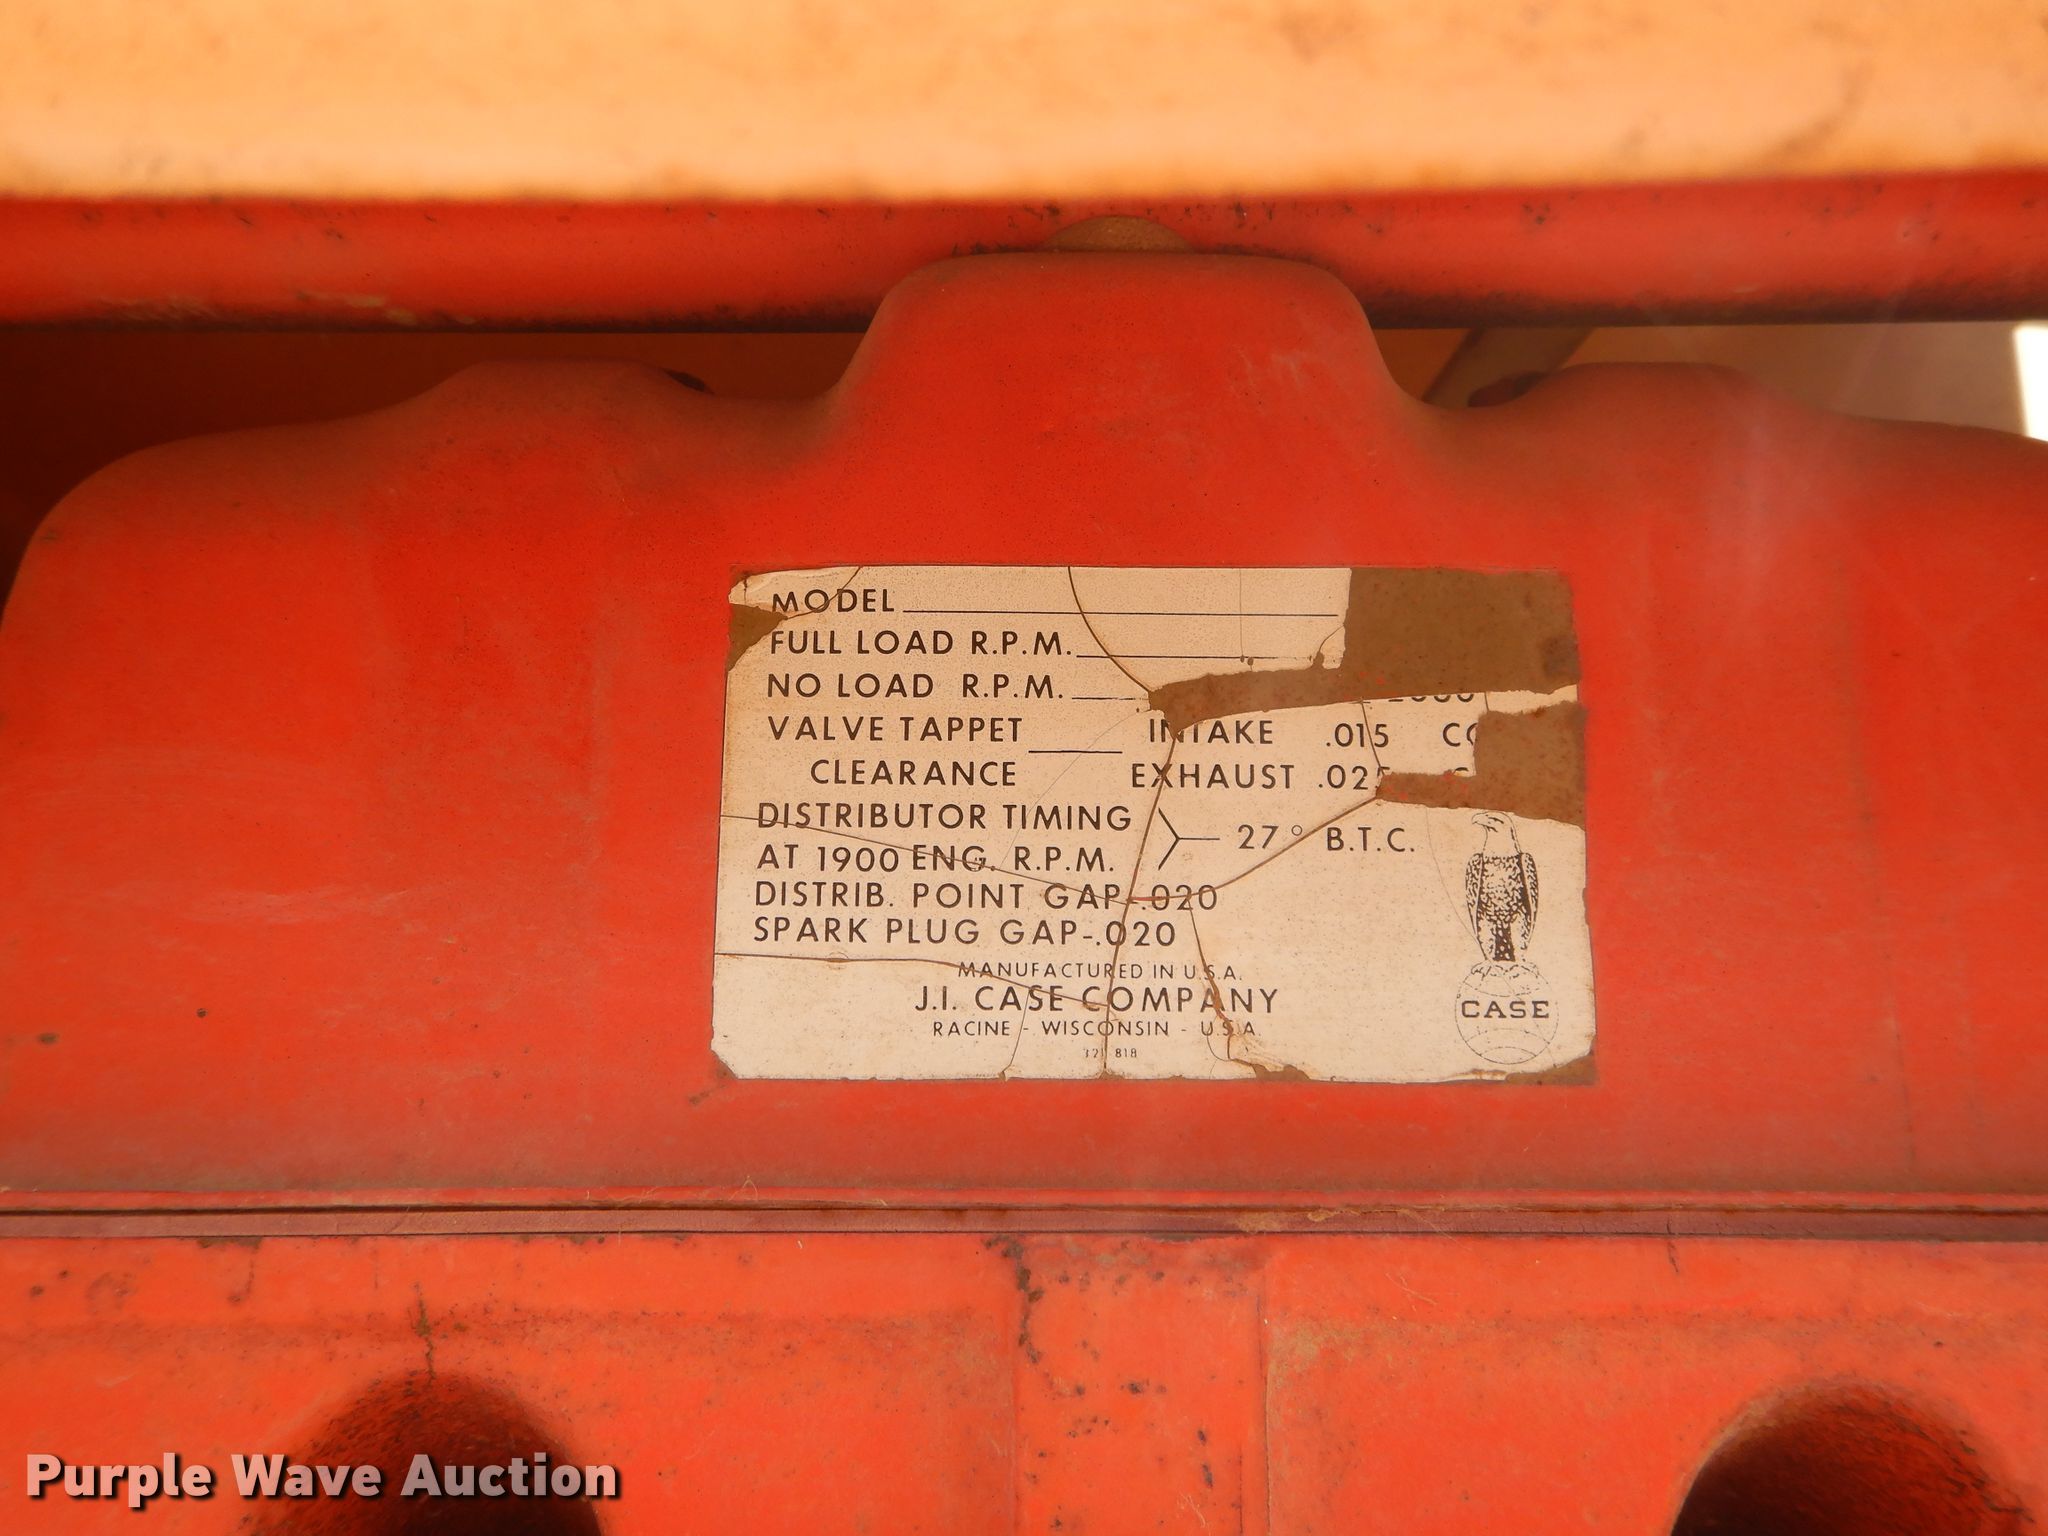 MODEL
FULL LOAD R.P.M.
NO LOAD R.P.M.
VALVE TAPPET INTAKE .015
CLEARANCE EXHAUST .025
DISTRIBUTOR TIMING
27° B.T.C.
AT 1900 ENG. R.P.M.
DISTRIB. POINT GAP-.020
SPARK PLUG GAP-.020
MANUFACTURED IN U.S.A.
J.I. CASE COMPANY
RACINE - WISCONSIN - U.S.A.
CASE
Purple Wave Auction